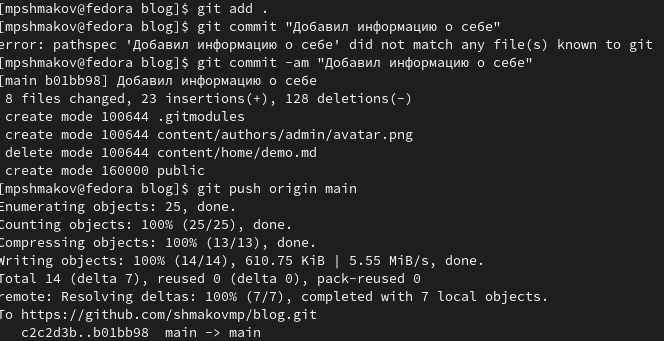 [mpshmakov@fedora blog]$ git add .
[mpshmakov@fedora blog]$ git commit "Добавил информацию о себе"
error: pathspec 'Добавил информацию о себе' did not match any file(s) known to git
[mpshmakov@fedora blog]$ git commit -am "Добавил информацию о себе"
[main b01bb98] Добавил информацию о себе
 8 files changed, 23 insertions(+), 128 deletions(-)
 create mode 100644 .gitmodules
 create mode 100644 content/authors/admin/avatar.png
 delete mode 100644 content/home/demo.md
 create mode 160000 public
[mpshmakov@fedora blog]$ git push origin main
Enumerating objects: 25, done.
Counting objects: 100% (25/25), done.
Compressing objects: 100% (13/13), done.
Writing objects: 100% (14/14), 610.75 KiB | 5.55 MiB/s, done.
Total 14 (delta 7), reused 0 (delta 0), pack-reused 0
remote: Resolving deltas: 100% (7/7), completed with 7 local objects.
To https://github.com/shmakovmp/blog.git
   c2c2d3b..b01bb98  main -> main